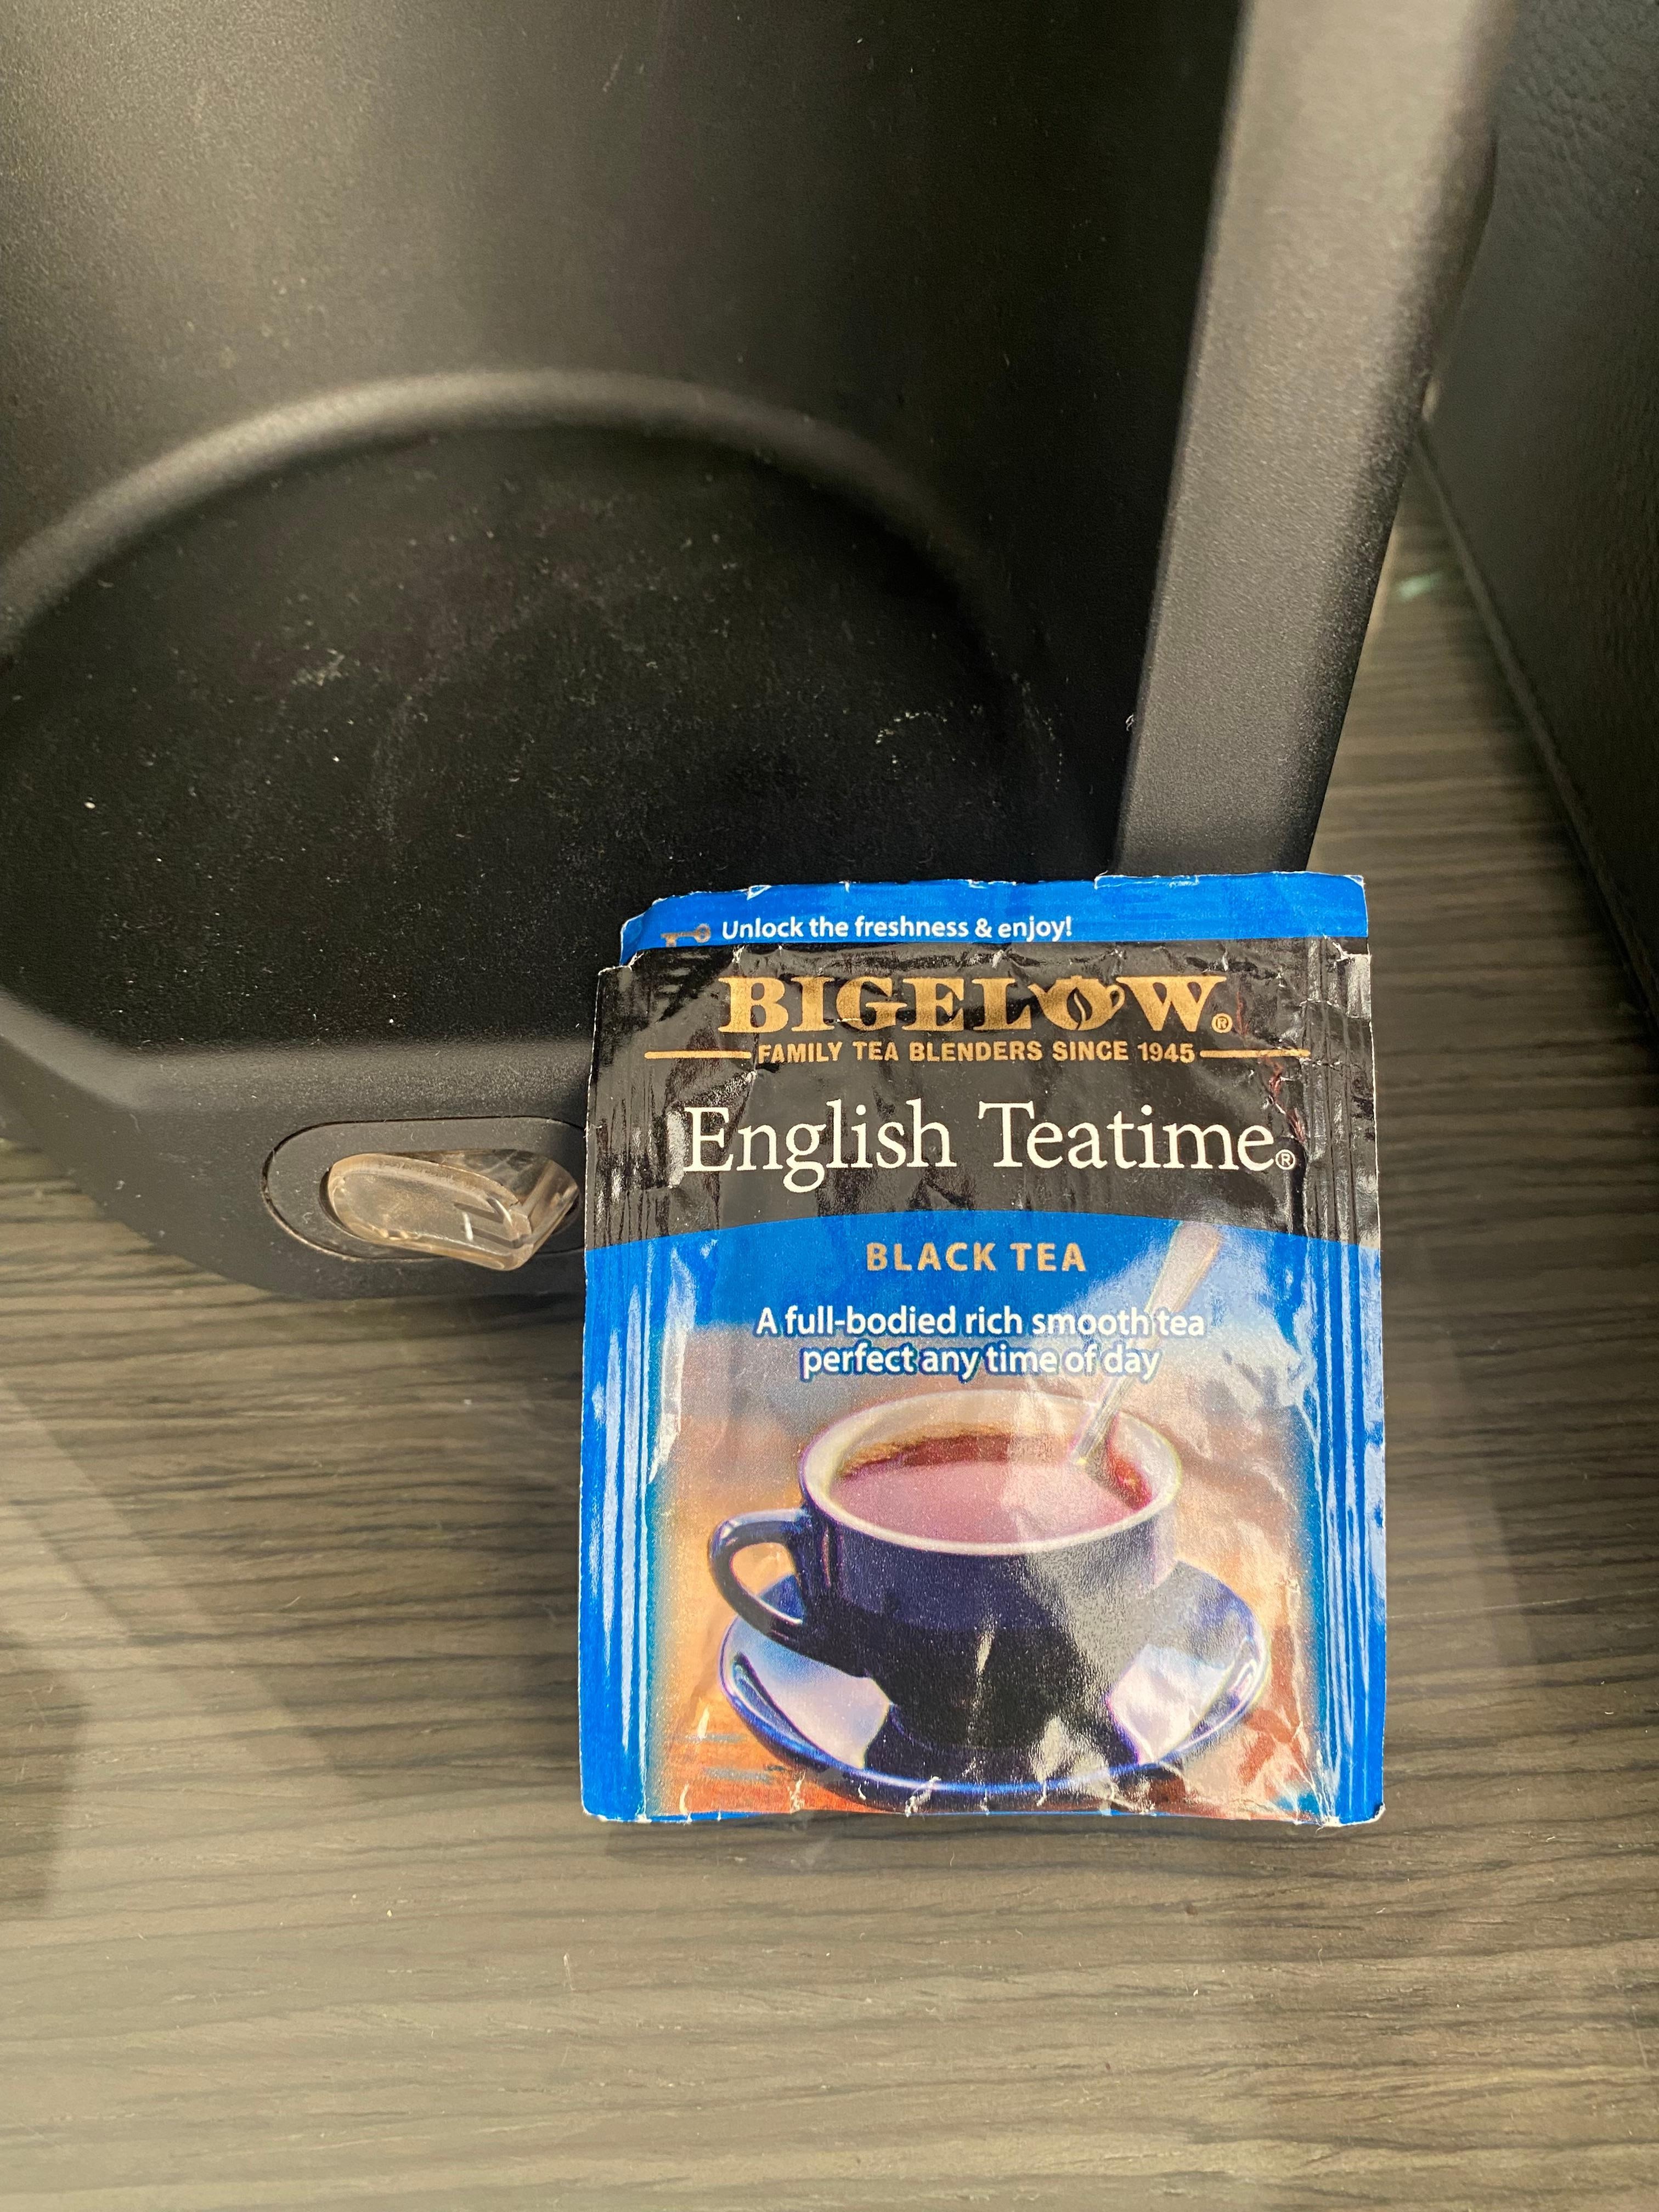 Unlock the freshness & enjoy!
BIGELOW®
FAMILY TEA BLENDERS SINCE 1945
English Teatime®
BLACK TEA
A full-bodied rich smooth tea
perfect any time of day